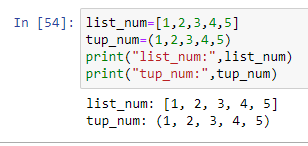 In [54]: list_num=[1,2,3,4,5]
tup_num=(1,2,3,4,5)
print("list_num:",list_num)
print("tup_num:",tup_num)
list_num: [1, 2, 3, 4, 5]
tup_num: (1, 2, 3, 4, 5)